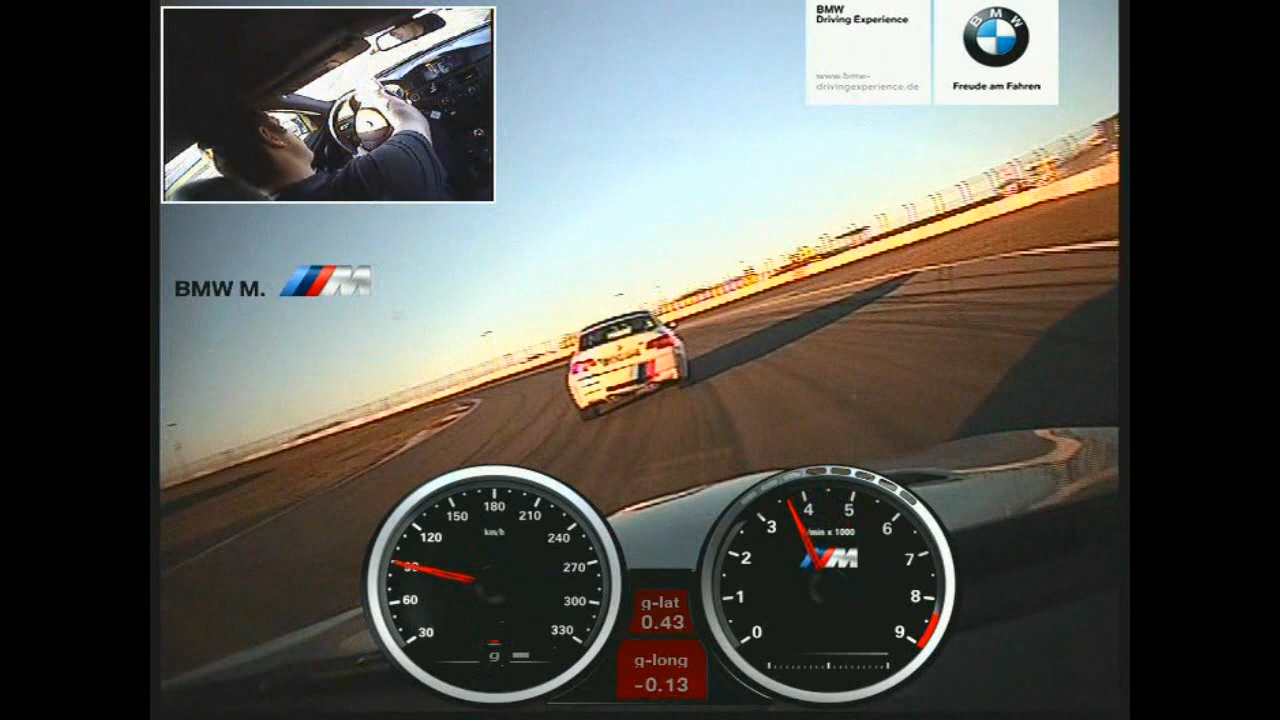 BMW
Driving Experience
www.bmw-
drivingexperience.de
BMW
Freude am Fahren
BMW M. M
30
60
90
120
150
180
210
240
270
300
330
km/h
g
g-lat
0.43
g-long
-0.13
0
1
2
3
4
5
6
7
8
9
/min x 1000
M